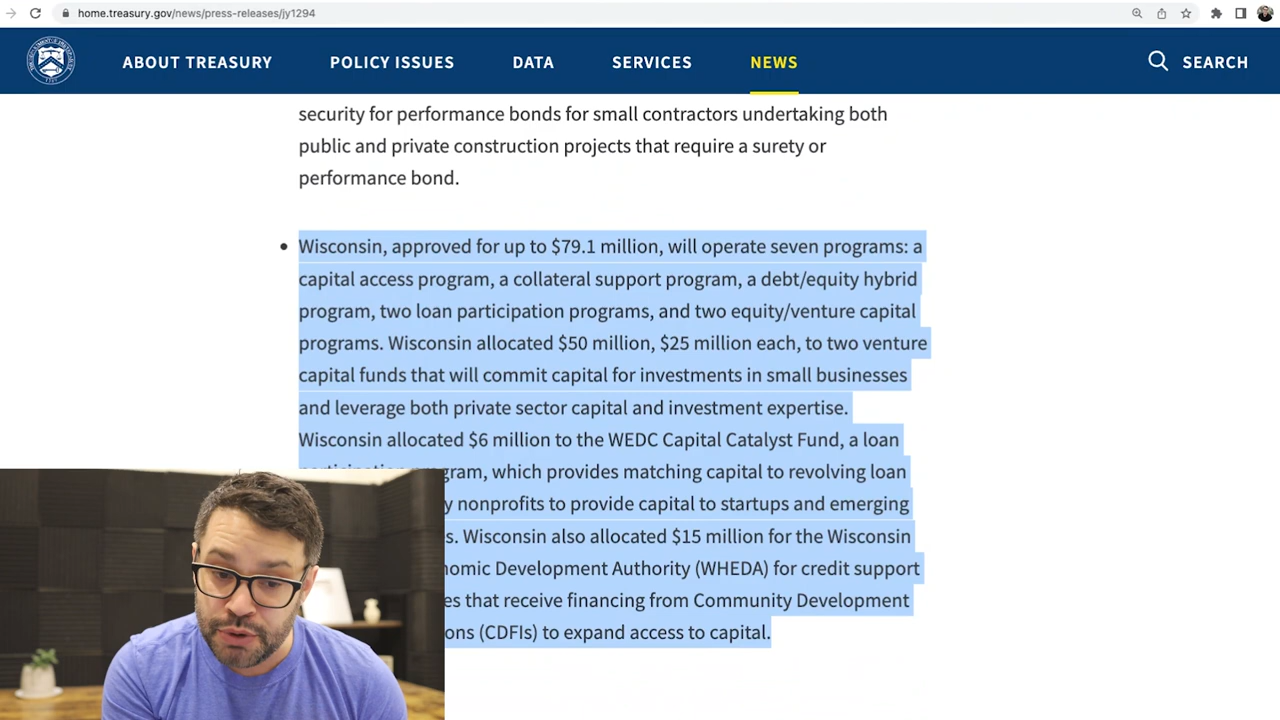 home.treasury.gov/news/press-releases/jy1294
ABOUT TREASURY POLICY ISSUES DATA SERVICES NEWS SEARCH
security for performance bonds for small contractors undertaking both
public and private construction projects that require a surety or
performance bond.
• Wisconsin, approved for up to $79.1 million, will operate seven programs: a
capital access program, a collateral support program, a debt/equity hybrid
program, two loan participation programs, and two equity/venture capital
programs. Wisconsin allocated $50 million, $25 million each, to two venture
capital funds that will commit capital for investments in small businesses
and leverage both private sector capital and investment expertise.
Wisconsin allocated $6 million to the WEDC Capital Catalyst Fund, a loan
participation program, which provides matching capital to revolving loan
y nonprofits to provide capital to startups and emerging
s. Wisconsin also allocated $15 million for the Wisconsin
nomic Development Authority (WHEDA) for credit support
es that receive financing from Community Development
ons (CDFIs) to expand access to capital.